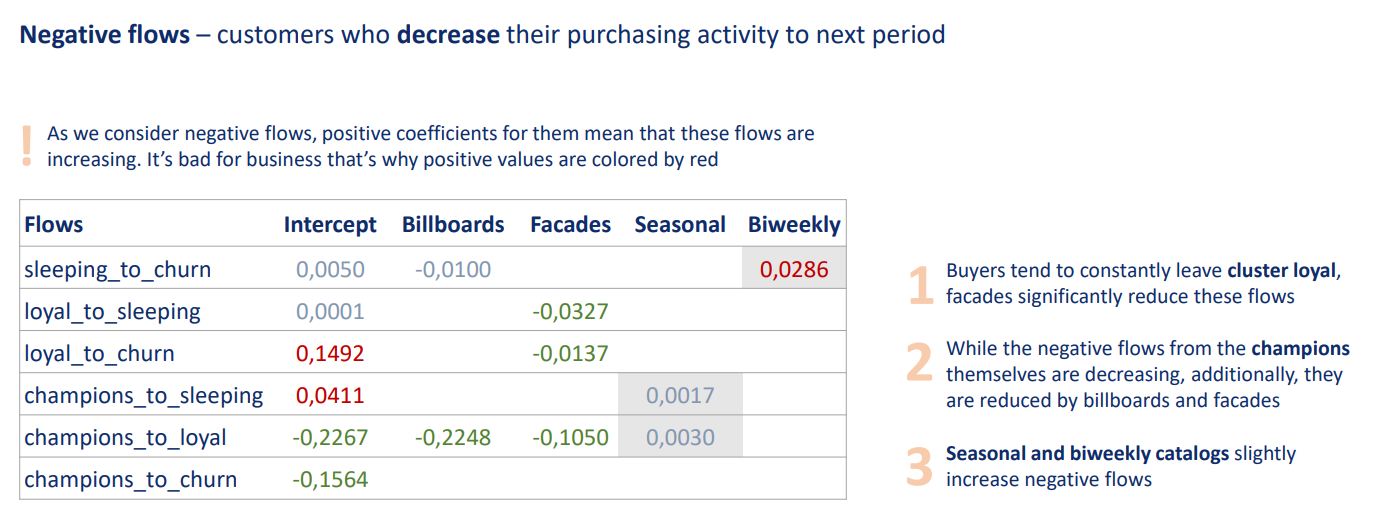 Negative flows – customers who decrease their purchasing activity to next period
! As we consider negative flows, positive coefficients for them mean that these flows are
increasing. It’s bad for business that’s why positive values are colored by red
Flows Intercept Billboards Facades Seasonal Biweekly
sleeping_to_churn 0,0050 -0,0100 0,0286
loyal_to_sleeping 0,0001 -0,0327
loyal_to_churn 0,1492 -0,0137
champions_to_sleeping 0,0411 0,0017
champions_to_loyal -0,2267 -0,2248 -0,1050 0,0030
champions_to_churn -0,1564
1 Buyers tend to constantly leave cluster loyal,
facades significantly reduce these flows
2 While the negative flows from the champions
themselves are decreasing, additionally, they
are reduced by billboards and facades
3 Seasonal and biweekly catalogs slightly
increase negative flows